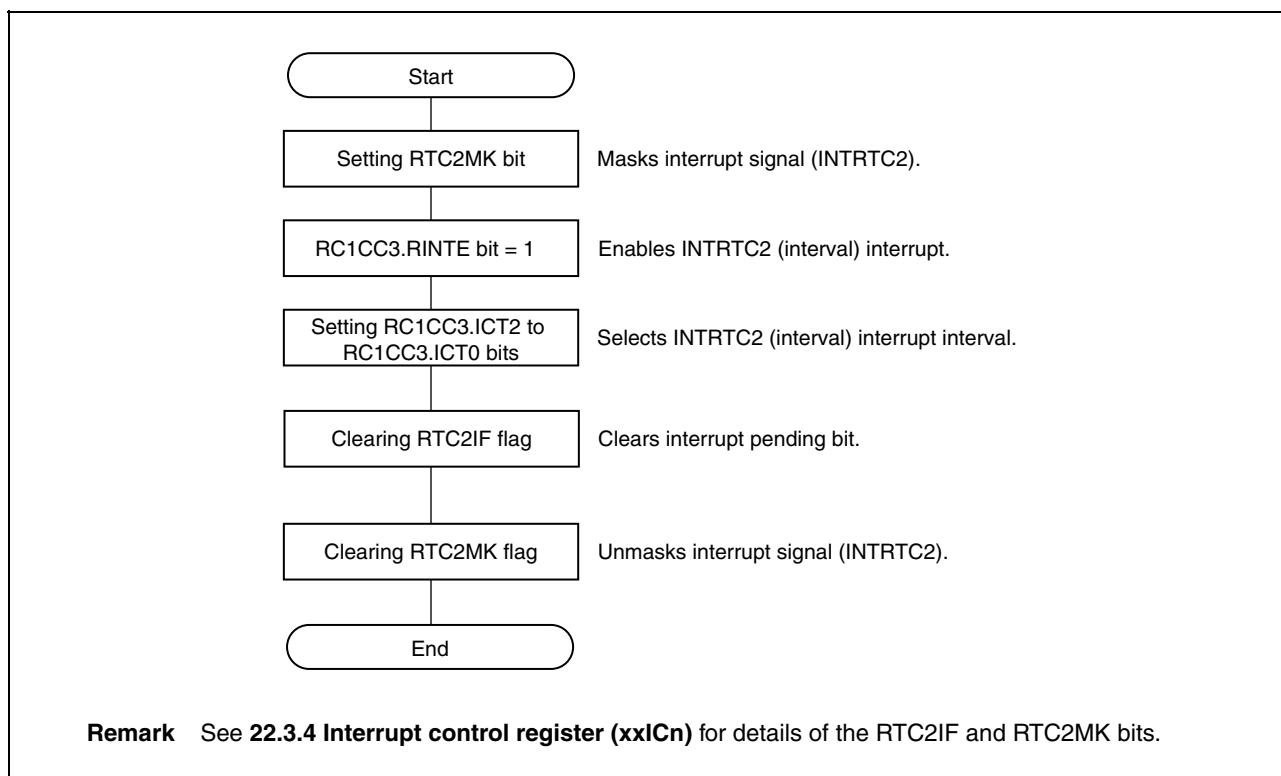 Start
Setting RTC2MK bit
Masks interrupt signal (INTRTC2).
RC1CC3.RINTE bit = 1
Enables INTRTC2 (interval) interrupt.
Setting RC1CC3.ICT2 to
RC1CC3.ICT0 bits
Selects INTRTC2 (interval) interrupt interval.
Clearing RTC2IF flag
Clears interrupt pending bit.
Clearing RTC2MK flag
Unmasks interrupt signal (INTRTC2).
End
Remark See 22.3.4 Interrupt control register (xxICn) for details of the RTC2IF and RTC2MK bits.